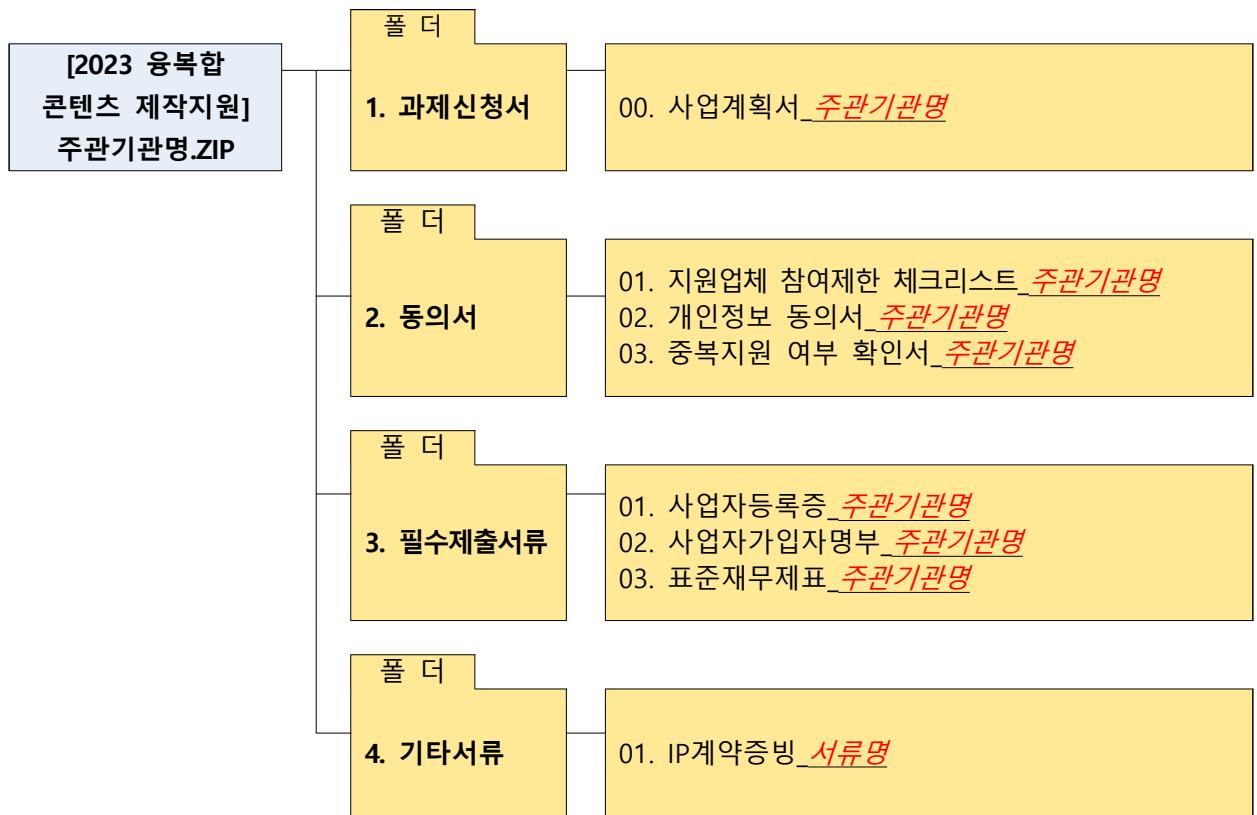 [2023 융복합
콘텐츠 제작지원]
주관기관명.ZIP
폴 더
1. 과제신청서
00. 사업계획서_주관기관명
폴 더
2. 동의서
01. 지원업체 참여제한 체크리스트_주관기관명
02. 개인정보 동의서_주관기관명
03. 중복지원 여부 확인서_주관기관명
폴 더
3. 필수제출서류
01. 사업자등록증_주관기관명
02. 사업자가입자명부_주관기관명
03. 표준재무제표_주관기관명
폴 더
4. 기타서류
01. IP계약증빙_서류명